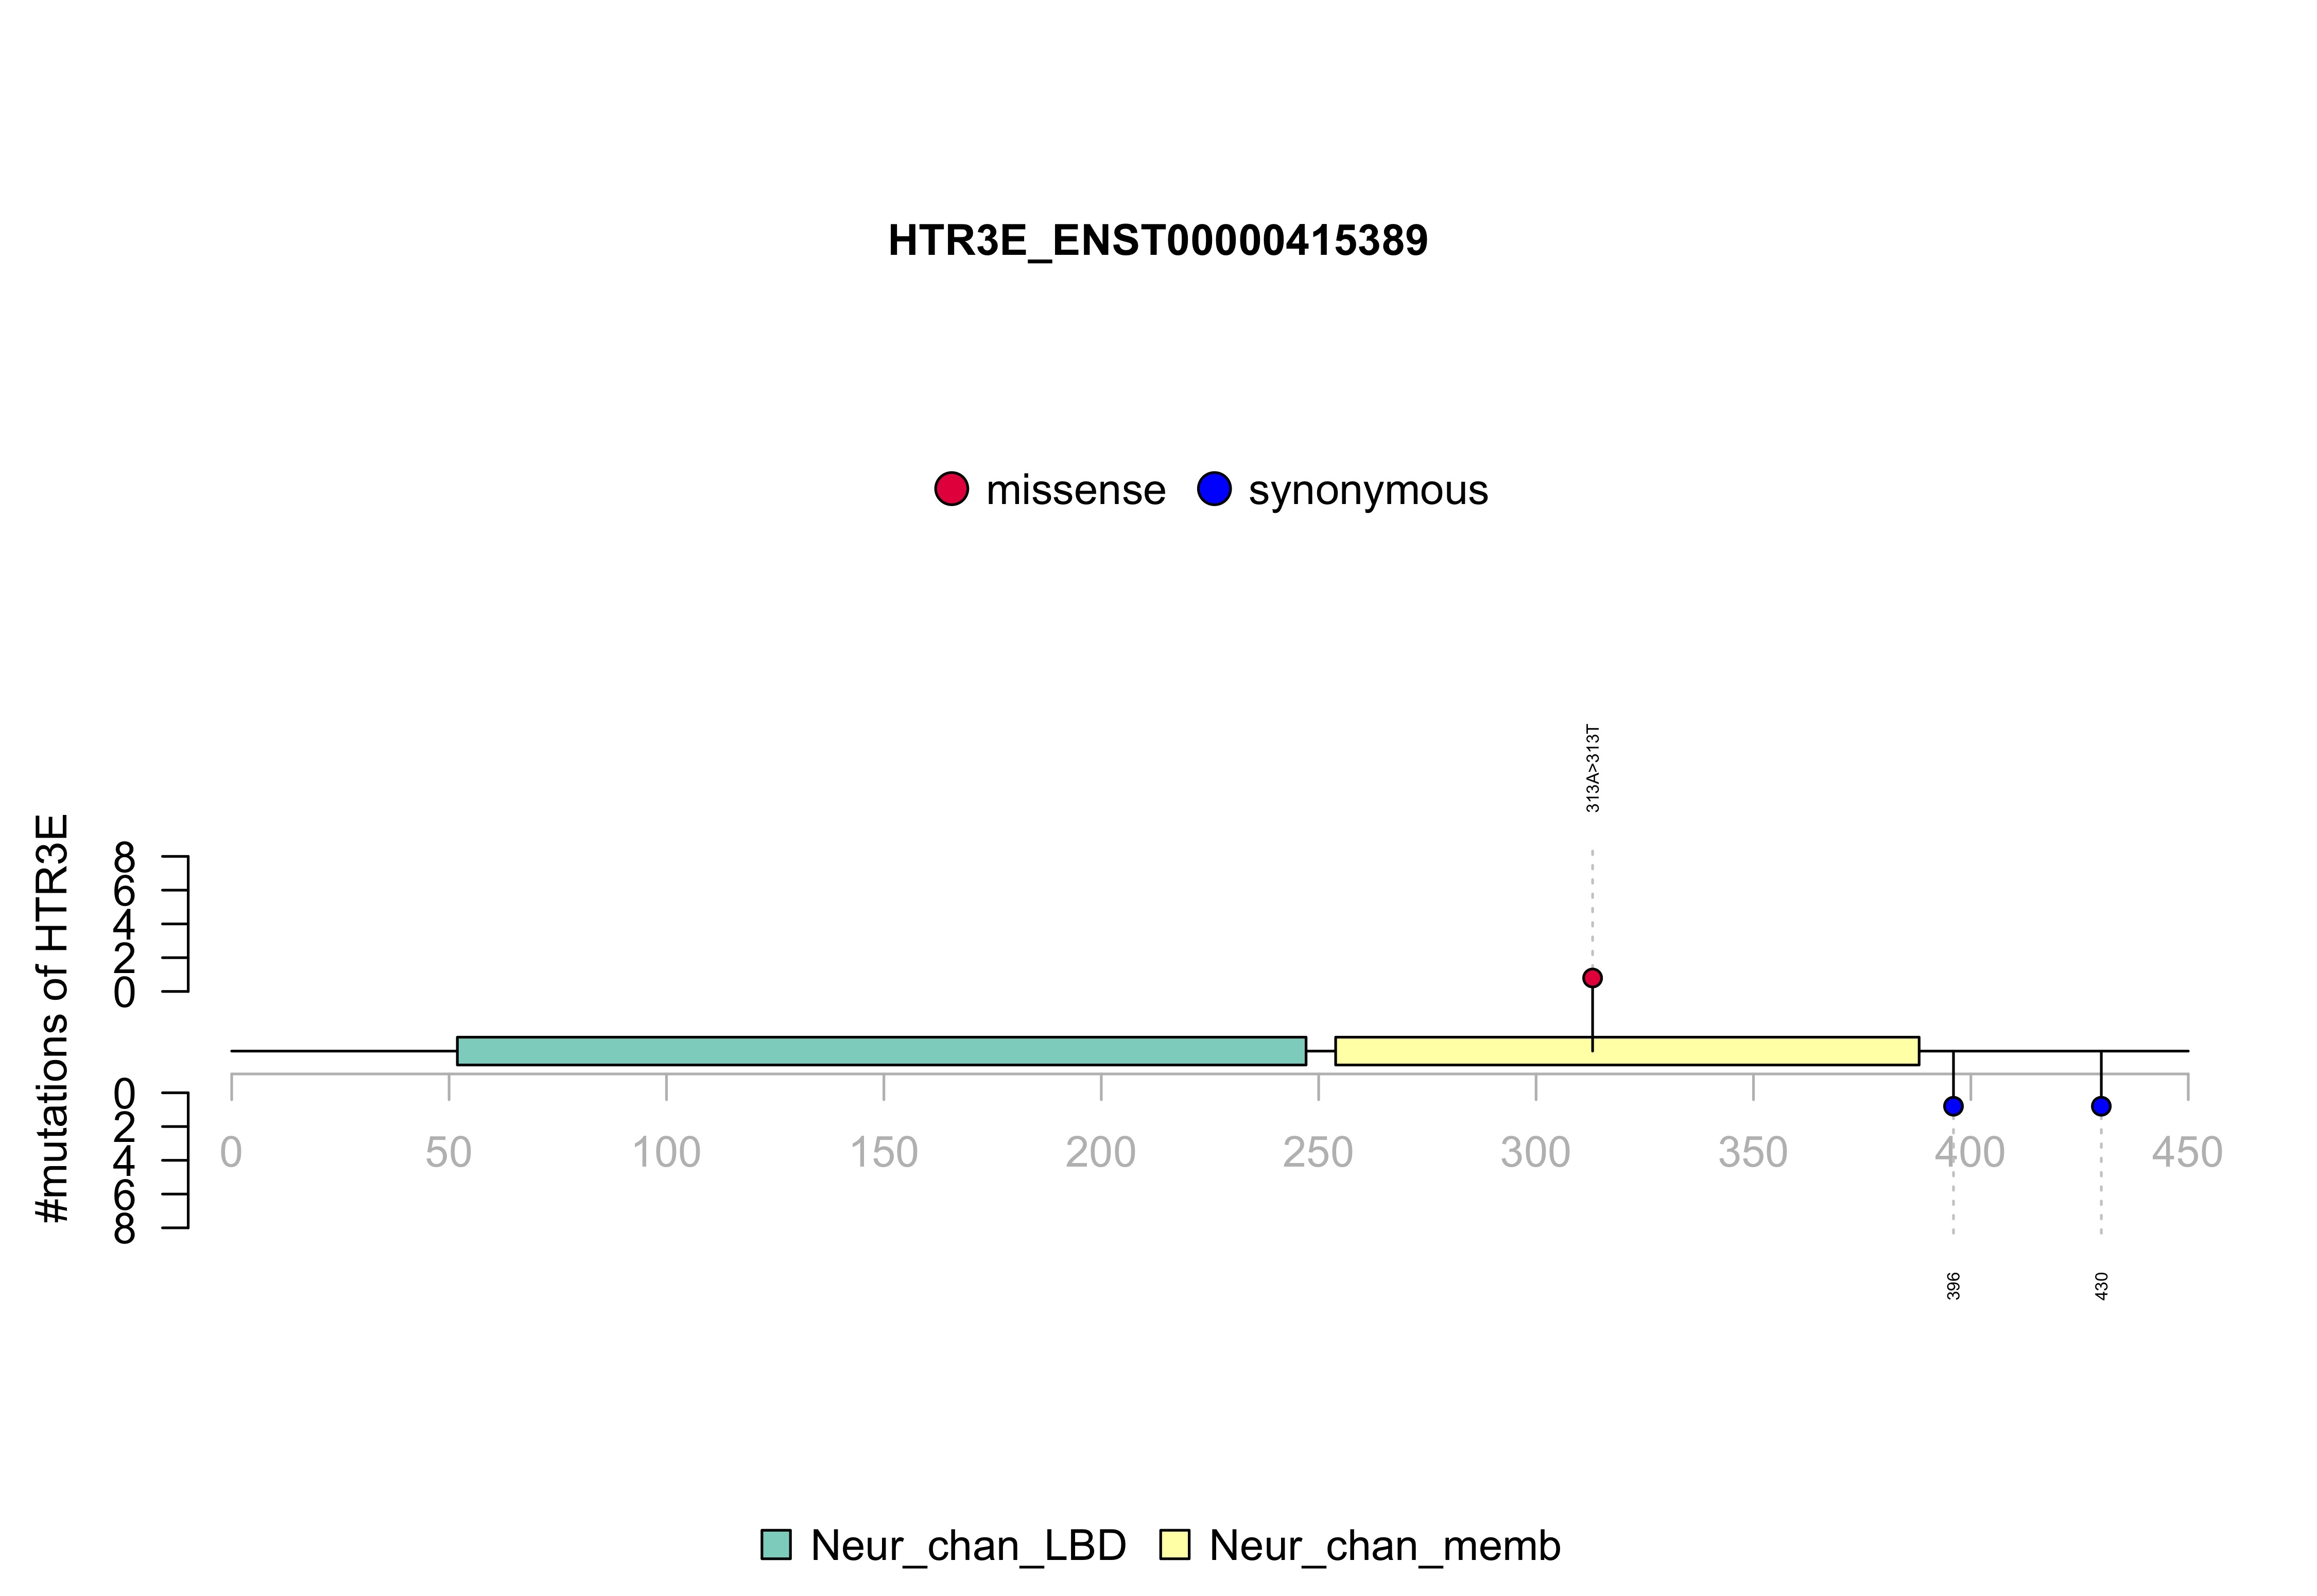 HTR3E_ENST00000415389
missense synonymous
313A>313T
#mutations of HTR3E
8
6
4
2
0
0
2
4
6
8
0 50 100 150 200 250 300 350 400 450
396 430
Neur_chan_LBD Neur_chan_memb